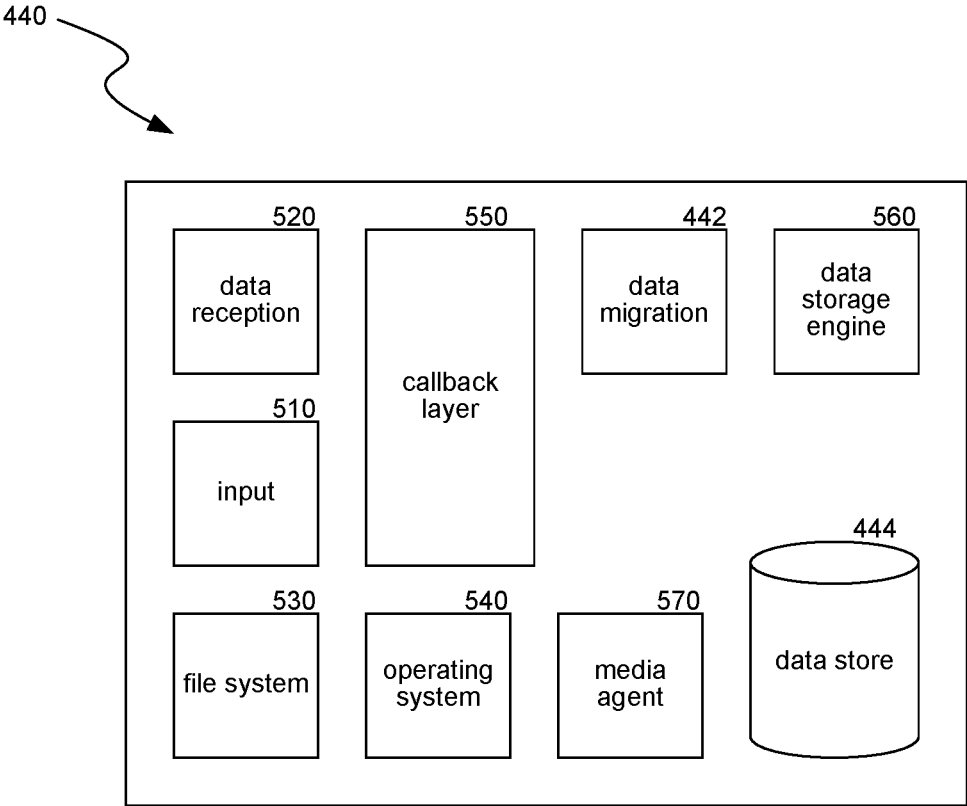 440
520
data
reception
550
callback
layer
442
data
migration
560
data
storage
engine
510
input
444
data store
530
file system
540
operating
system
570
media
agent